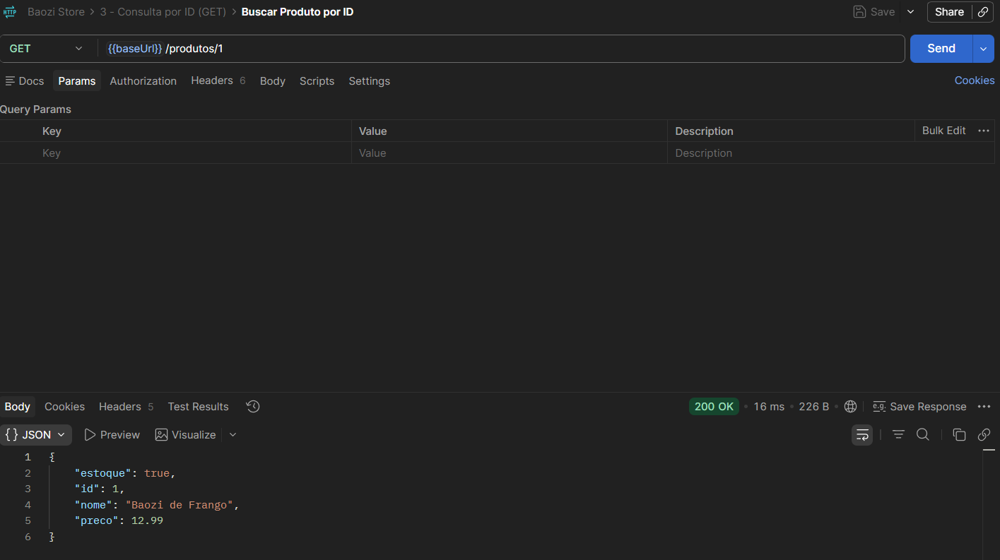 HTTP Baozi Store > 3 - Consulta por ID (GET) > Buscar Produto por ID Save Share
GET {{baseUrl}} /produtos/1 Send
Docs Params Authorization Headers 6 Body Scripts Settings Cookies
Query Params
Key Value Description Bulk Edit
Key Value Description
Body Cookies Headers 5 Test Results 200 OK 16 ms 226 B e.g. Save Response
{} JSON Preview Visualize
1 {
2 "estoque": true,
3 "id": 1,
4 "nome": "Baozi de Frango",
5 "preco": 12.99
6 }